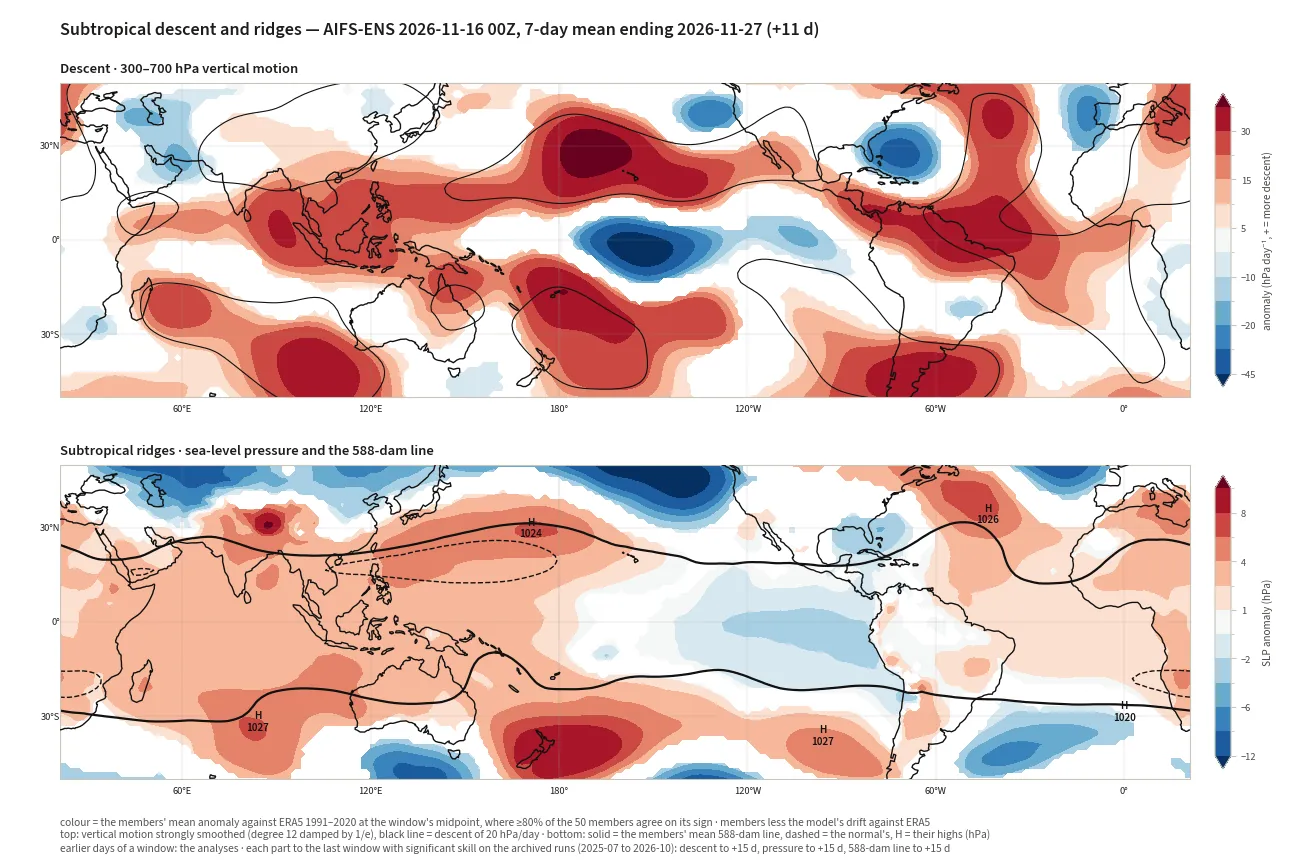 Subtropical descent and ridges — AIFS-ENS 2026-11-16 00Z, 7-day mean ending 2026-11-27 (+11 d)
Descent · 300–700 hPa vertical motion
30°N
0°
30°S
60°E
120°E
180°
120°W
60°W
0°
30
15
5
−10
−20
−45
anomaly (hPa day⁻¹, + = more descent)
Subtropical ridges · sea-level pressure and the 588-dam line
30°N
0°
30°S
H
1024
H
1026
H
1027
H
1027
H
1020
60°E
120°E
180°
120°W
60°W
0°
8
4
1
−2
−6
−12
SLP anomaly (hPa)
colour = the members' mean anomaly against ERA5 1991–2020 at the window's midpoint, where ≥80% of the 50 members agree on its sign · members less the model's drift against ERA5
top: vertical motion strongly smoothed (degree 12 damped by 1/e), black line = descent of 20 hPa/day · bottom: solid = the members' mean 588-dam line, dashed = the normal's, H = their highs (hPa)
earlier days of a window: the analyses · each part to the last window with significant skill on the archived runs (2025-07 to 2026-10): descent to +15 d, pressure to +15 d, 588-dam line to +15 d